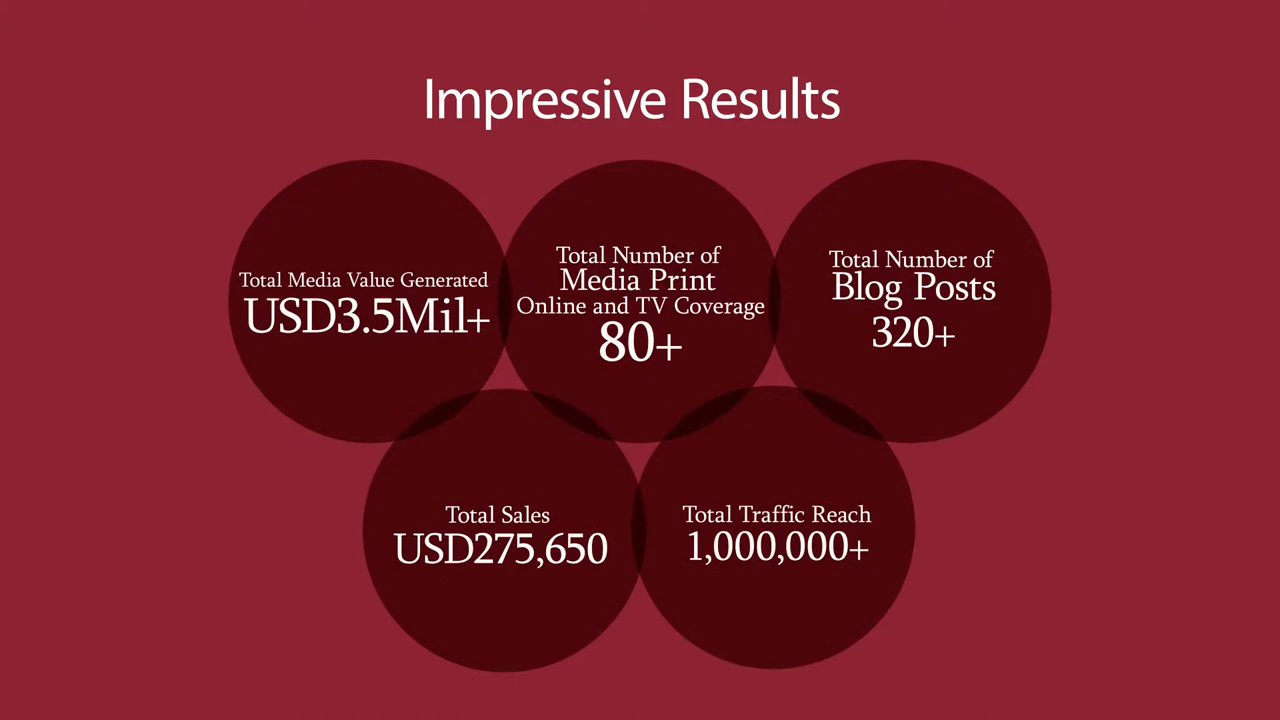 Impressive Results
Total Media Value Generated
USD3.5Mil+
Total Number of
Media Print
Online and TV Coverage
80+
Total Number of
Blog Posts
320+
Total Sales
USD275,650
Total Traffic Reach
1,000,000+